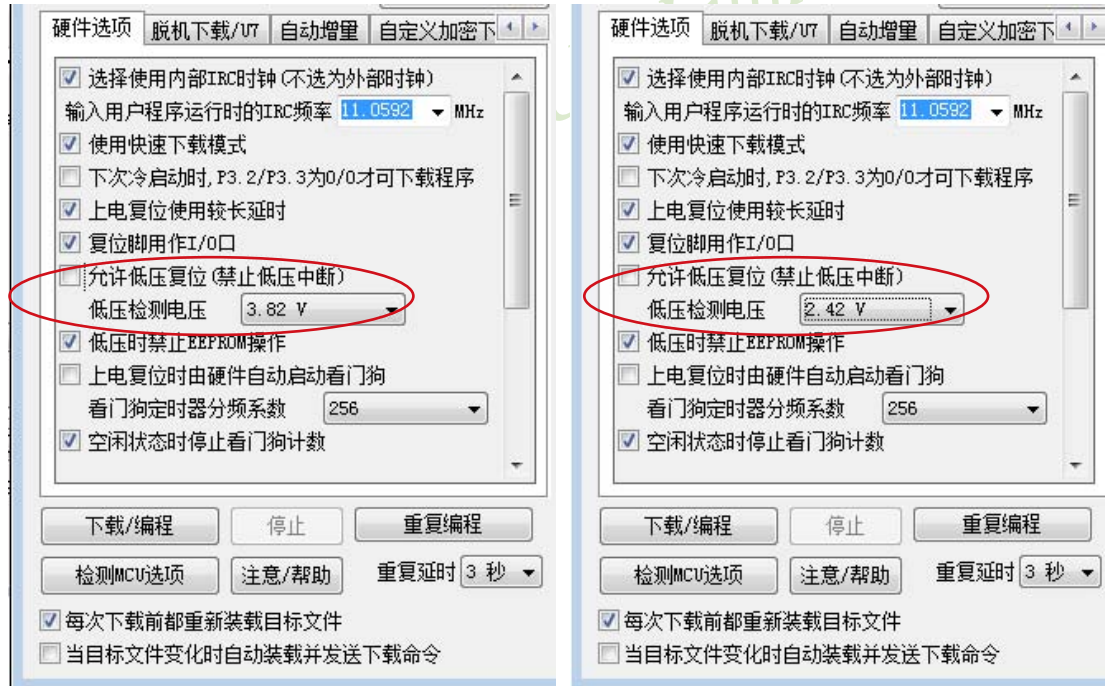 硬件选项 脱机下载/U7 自动增量 自定义加密下
选择使用内部IRC时钟(不选为外部时钟)
输入用户程序运行时的IRC频率 11.0592 MHz
使用快速下载模式
下次冷启动时,P3.2/P3.3为0/0才可下载程序
上电复位使用较长延时
复位脚用作I/O口
允许低压复位(禁止低压中断)
低压检测电压 3.82 V
低压时禁止EEPROM操作
上电复位时由硬件自动启动看门狗
看门狗定时器分频系数 256
空闲状态时停止看门狗计数
下载/编程 停止 重复编程
检测MCU选项 注意/帮助 重复延时 3 秒
每次下载前都重新装载目标文件
当目标文件变化时自动装载并发送下载命令
硬件选项 脱机下载/U7 自动增量 自定义加密下
选择使用内部IRC时钟(不选为外部时钟)
输入用户程序运行时的IRC频率 11.0592 MHz
使用快速下载模式
下次冷启动时,P3.2/P3.3为0/0才可下载程序
上电复位使用较长延时
复位脚用作I/O口
允许低压复位(禁止低压中断)
低压检测电压 2.42 V
低压时禁止EEPROM操作
上电复位时由硬件自动启动看门狗
看门狗定时器分频系数 256
空闲状态时停止看门狗计数
下载/编程 停止 重复编程
检测MCU选项 注意/帮助 重复延时 3 秒
每次下载前都重新装载目标文件
当目标文件变化时自动装载并发送下载命令